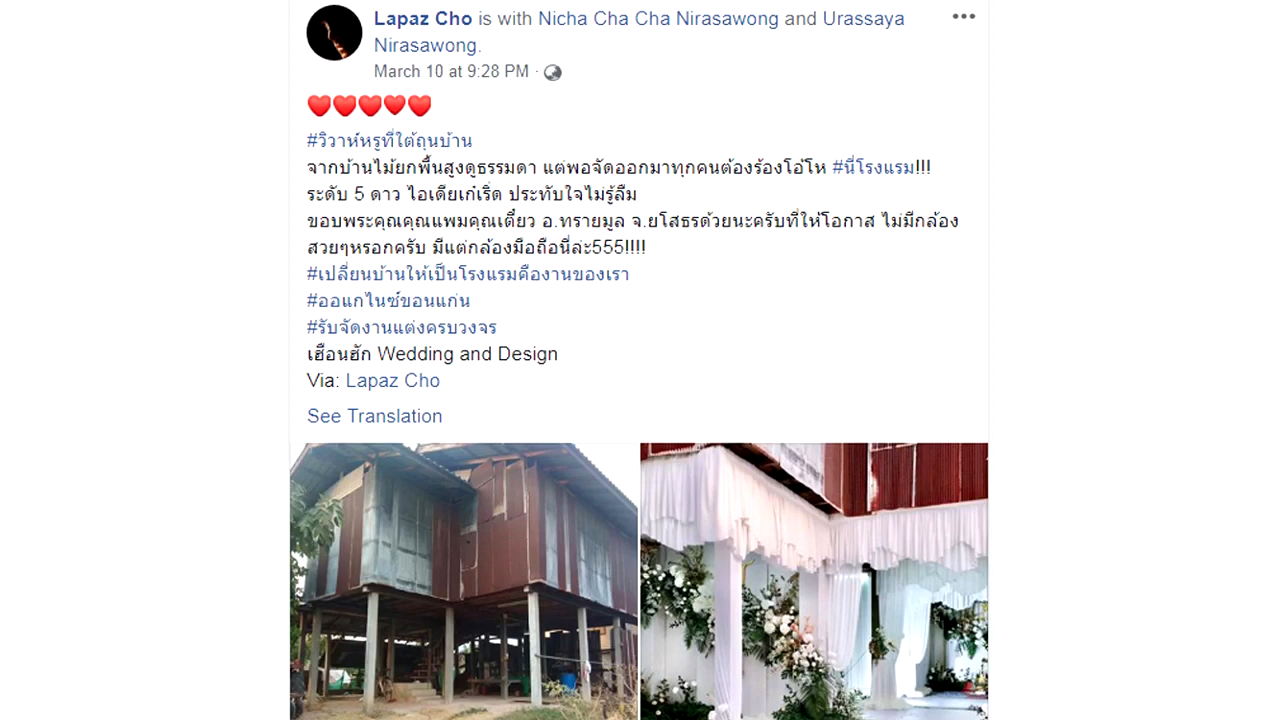 Lapaz Cho is with Nicha Cha Cha Nirasawong and Urassaya
Nirasawong.
March 10 at 9:28 PM ·
#วิวาห์หรูที่ใต้ถุนบ้าน
จากบ้านไม้ยกพื้นสูงดูธรรมดา แต่พอจัดออกมาทุกคนต้องร้องโอ้โห #นี่โรงแรม!!!
ระดับ 5 ดาว ไอเดียเก๋เริ่ด ประทับใจไม่รู้ลืม
ขอบพระคุณคุณแพมคุณเตี๋ยว อ.ทรายมูล จ.ยโสธรด้วยนะครับที่ให้โอกาส ไม่มีกล้อง
สวยๆหรอกครับ มีแต่กล้องมือถือนี่ล่ะ555!!!!
#เปลี่ยนบ้านให้เป็นโรงแรมคืองานของเรา
#ออแกไนซ์ขอนแก่น
#รับจัดงานแต่งครบวงจร
เฮือนฮัก Wedding and Design
Via: Lapaz Cho
See Translation